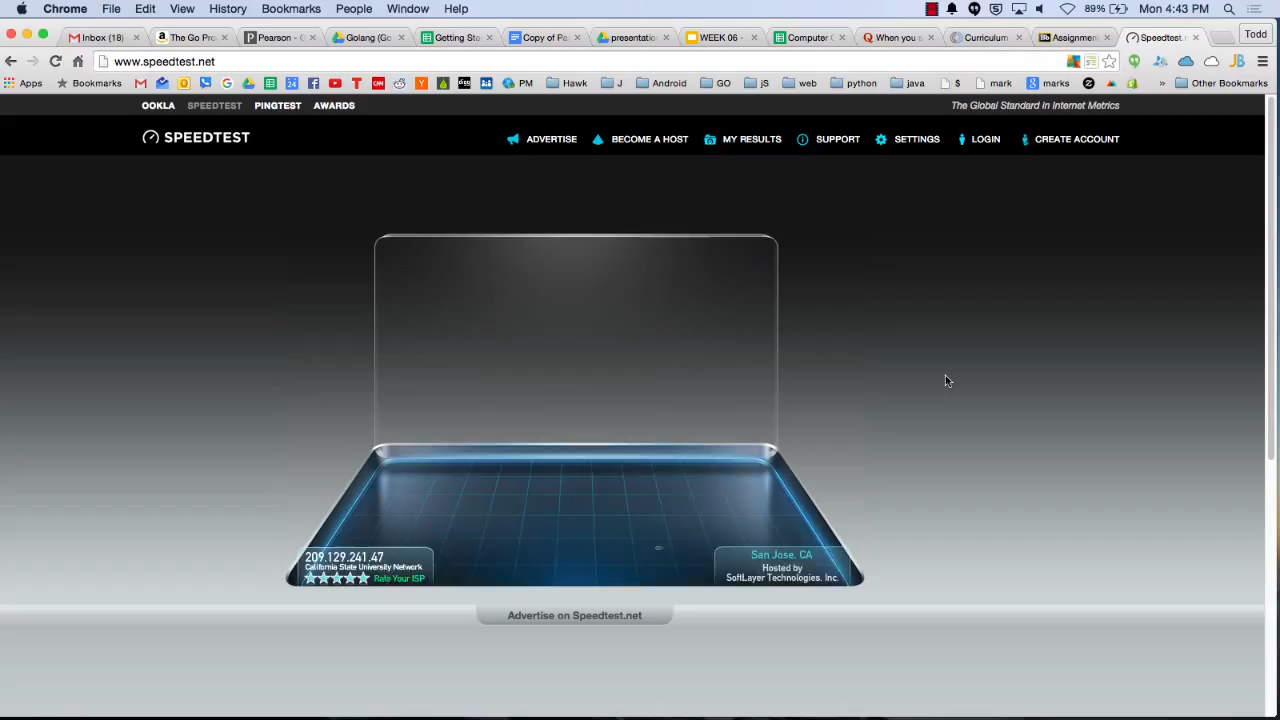 Chrome File Edit View History Bookmarks People Window Help 89% Mon 4:43 PM
Inbox (18) The Go Pro Pearson - Golang (Go Getting Sta Copy of Pa presentation WEEK 06 - Computer When you s Curriculum Assignment Speedtest. Todd
www.speedtest.net
Apps Bookmarks 24 CNN digg PM Hawk J Android GO jS web python java $ mark marks Other Bookmarks
OOKLA SPEEDTEST PINGTEST AWARDS The Global Standard in Internet Metrics
SPEEDTEST ADVERTISE BECOME A HOST MY RESULTS SUPPORT SETTINGS LOGIN CREATE ACCOUNT
209.129.241.47
California State University Network
Rate Your ISP
San Jose, CA
Hosted by
SoftLayer Technologies, Inc.
Advertise on Speedtest.net